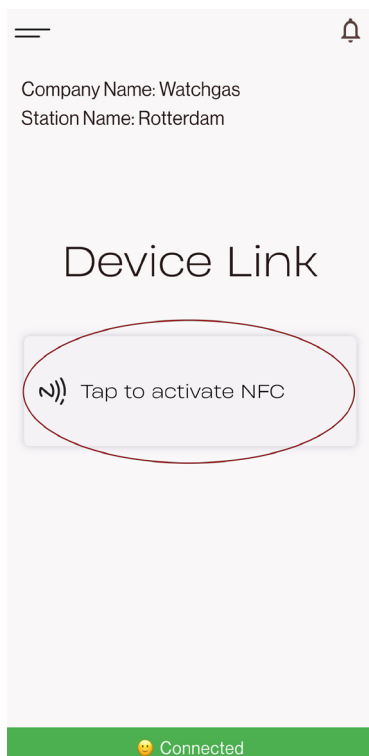 Company Name: Watchgas
Station Name: Rotterdam
Device Link
Tap to activate NFC
Connected